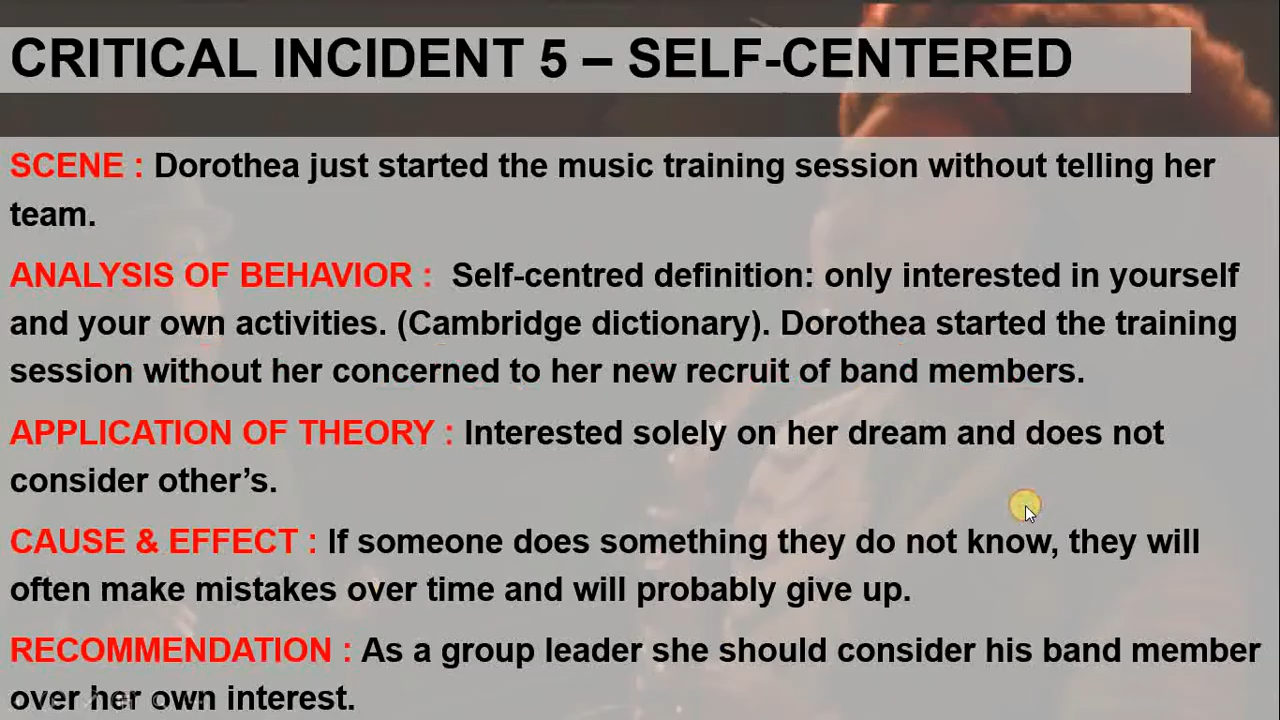 CRITICAL INCIDENT 5 – SELF-CENTERED
SCENE : Dorothea just started the music training session without telling her
team.
ANALYSIS OF BEHAVIOR :  Self-centred definition: only interested in yourself
and your own activities. (Cambridge dictionary). Dorothea started the training
session without her concerned to her new recruit of band members.
APPLICATION OF THEORY : Interested solely on her dream and does not
consider other’s.
CAUSE & EFFECT : If someone does something they do not know, they will
often make mistakes over time and will probably give up.
RECOMMENDATION : As a group leader she should consider his band member
over her own interest.